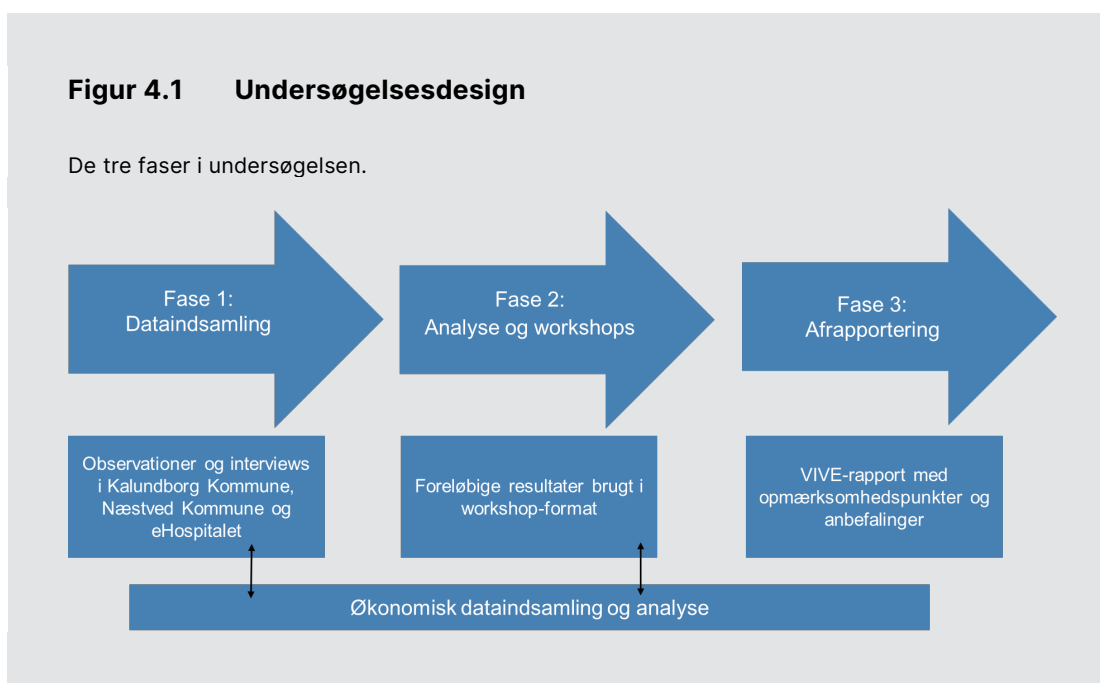 Figur 4.1 Undersøgelsesdesign
De tre faser i undersøgelsen.
Fase 1:
Dataindsamling
Fase 2:
Analyse og workshops
Fase 3:
Afrapportering
Observationer og interviews
i Kalundborg Kommune,
Næstved Kommune og
eHospitalet
Foreløbige resultater brugt i
workshop-format
VIVE-rapport med
opmærksomhedspunkter og
anbefalinger
Økonomisk dataindsamling og analyse